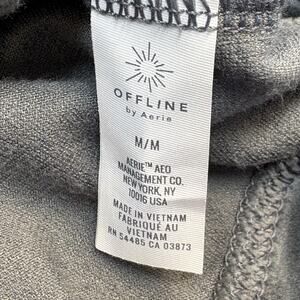 OFFLINE
by Aerie
M/M
AERIE™ AEO
MANAGEMENT CO.
NEW YORK, NY
10016 USA
MADE IN VIETNAM
FABRIQUÉ AU
VIETNAM
RN 54485 CA 03873